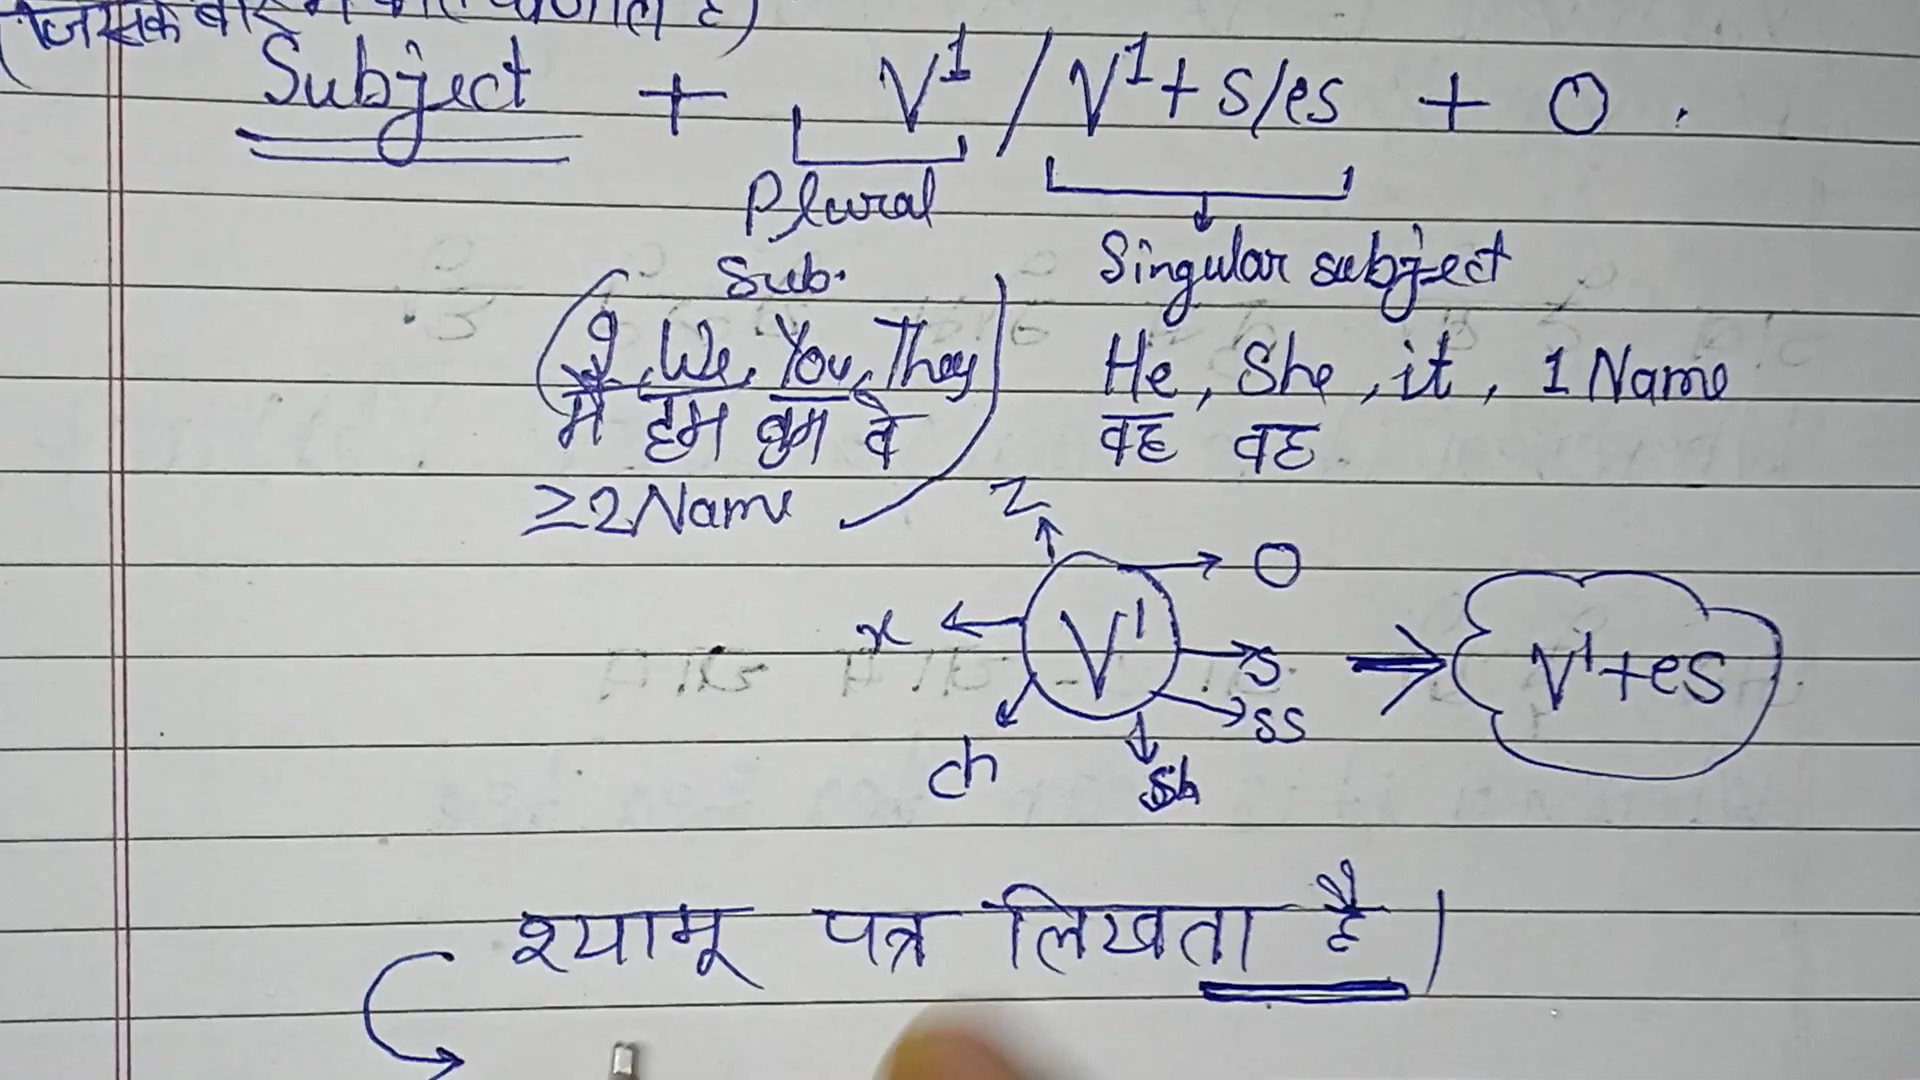 (जिसके बारे में
Subject + V¹ / V¹ + s/es + O .
Plural
Sub.
Singular subject
I, We, You, They
He, She, it, 1 Name
मैं हम तुम वे
वह वह
≥2 Name
z
O
x
V¹
s
V¹+es
ss
ch
sh
श्यामू पत्र लिखता है।